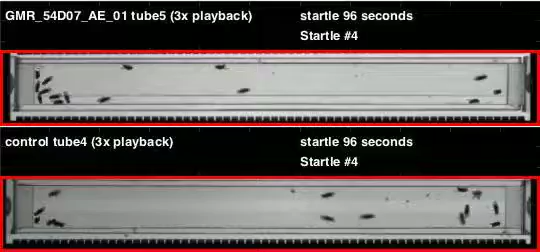 GMR_54D07_AE_01 tube5 (3x playback) startle 96 seconds
Startle #4
control tube4 (3x playback) startle 96 seconds
Startle #4